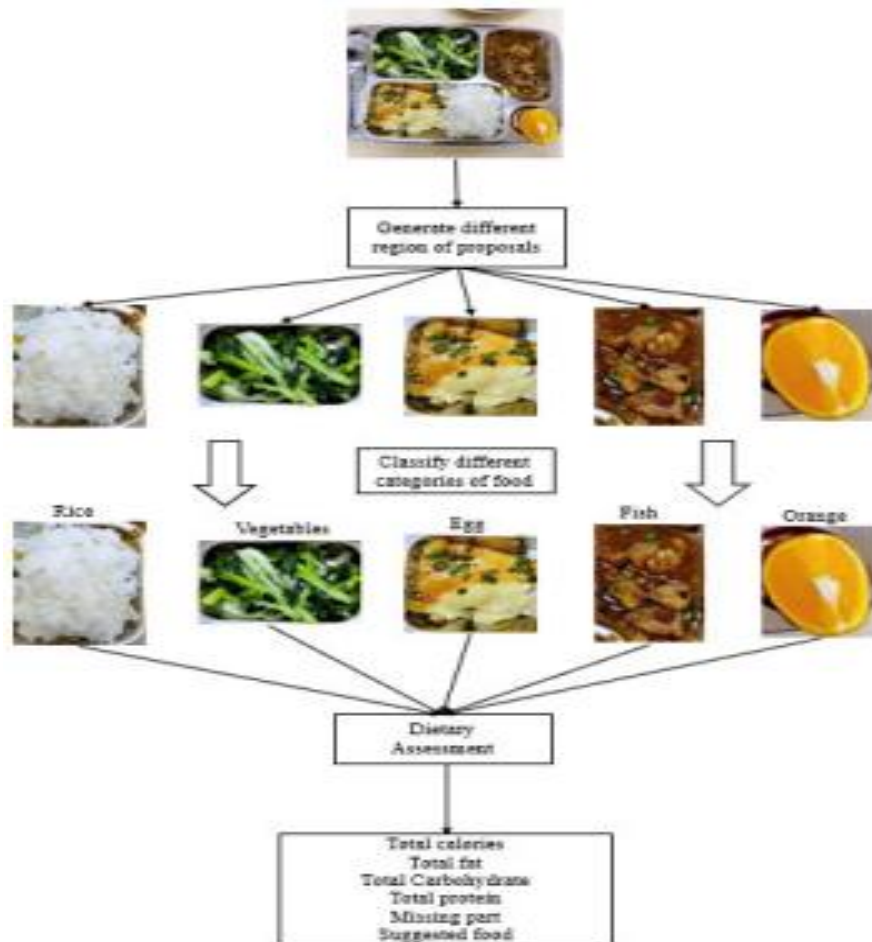 Generate different
region of proposals
Classify different
categories of food
Rice
Vegetables
Egg
Fish
Orange
Dietary
Assessment
Total calories
Total fat
Total Carbohydrate
Total protein
Missing part
Suggested food